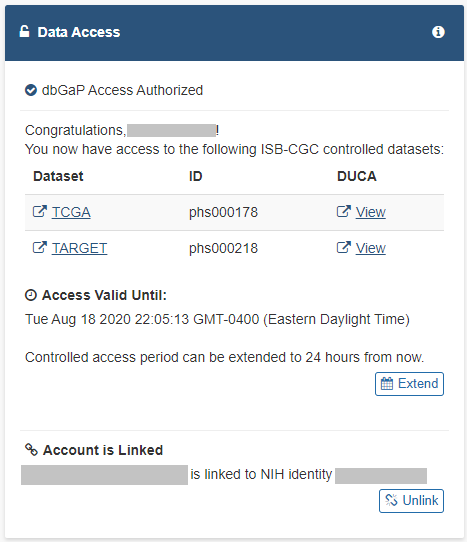 Data Access
dbGaP Access Authorized
Congratulations, !
You now have access to the following ISB-CGC controlled datasets:
Dataset ID DUCA
TCGA phs000178 View
TARGET phs000218 View
Access Valid Until:
Tue Aug 18 2020 22:05:13 GMT-0400 (Eastern Daylight Time)
Controlled access period can be extended to 24 hours from now.
Extend
Account is Linked
is linked to NIH identity
Unlink